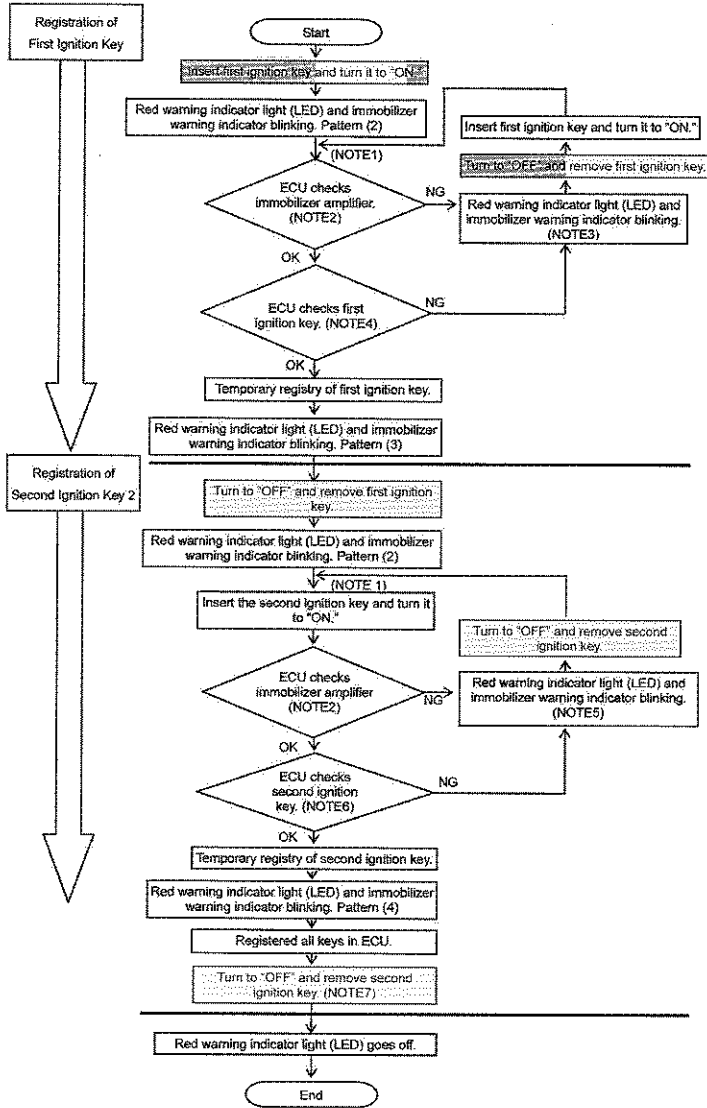 Registration of
First Ignition Key
Start
Insert first ignition key and turn it to "ON."
Red warning indicator light (LED) and immobilizer
warning indicator blinking. Pattern (2)
(NOTE1)
Insert first ignition key and turn it to "ON."
Turn to "OFF" and remove first ignition key.
ECU checks
immobilizer amplifier.
(NOTE2)
NG
Red warning indicator light (LED) and
immobilizer warning indicator blinking.
(NOTE3)
OK
ECU checks first
ignition key. (NOTE4)
NG
OK
Temporary registry of first ignition key.
Red warning indicator light (LED) and immobilizer
warning indicator blinking. Pattern (3)
Registration of
Second Ignition Key 2
Turn to "OFF" and remove first ignition
key.
Red warning indicator light (LED) and immobilizer
warning indicator blinking. Pattern (2)
(NOTE 1)
Insert the second ignition key and turn it
to "ON."
Turn to "OFF" and remove second
ignition key.
ECU checks
immobilizer amplifier
(NOTE2)
NG
Red warning indicator light (LED) and
immobilizer warning indicator blinking.
(NOTE5)
OK
ECU checks
second ignition
key. (NOTE6)
NG
OK
Temporary registry of second ignition key.
Red warning indicator light (LED) and immobilizer
warning indicator blinking. Pattern (4)
Registered all keys in ECU.
Turn to "OFF" and remove second
ignition key. (NOTE7)
Red warning indicator light (LED) goes off.
End